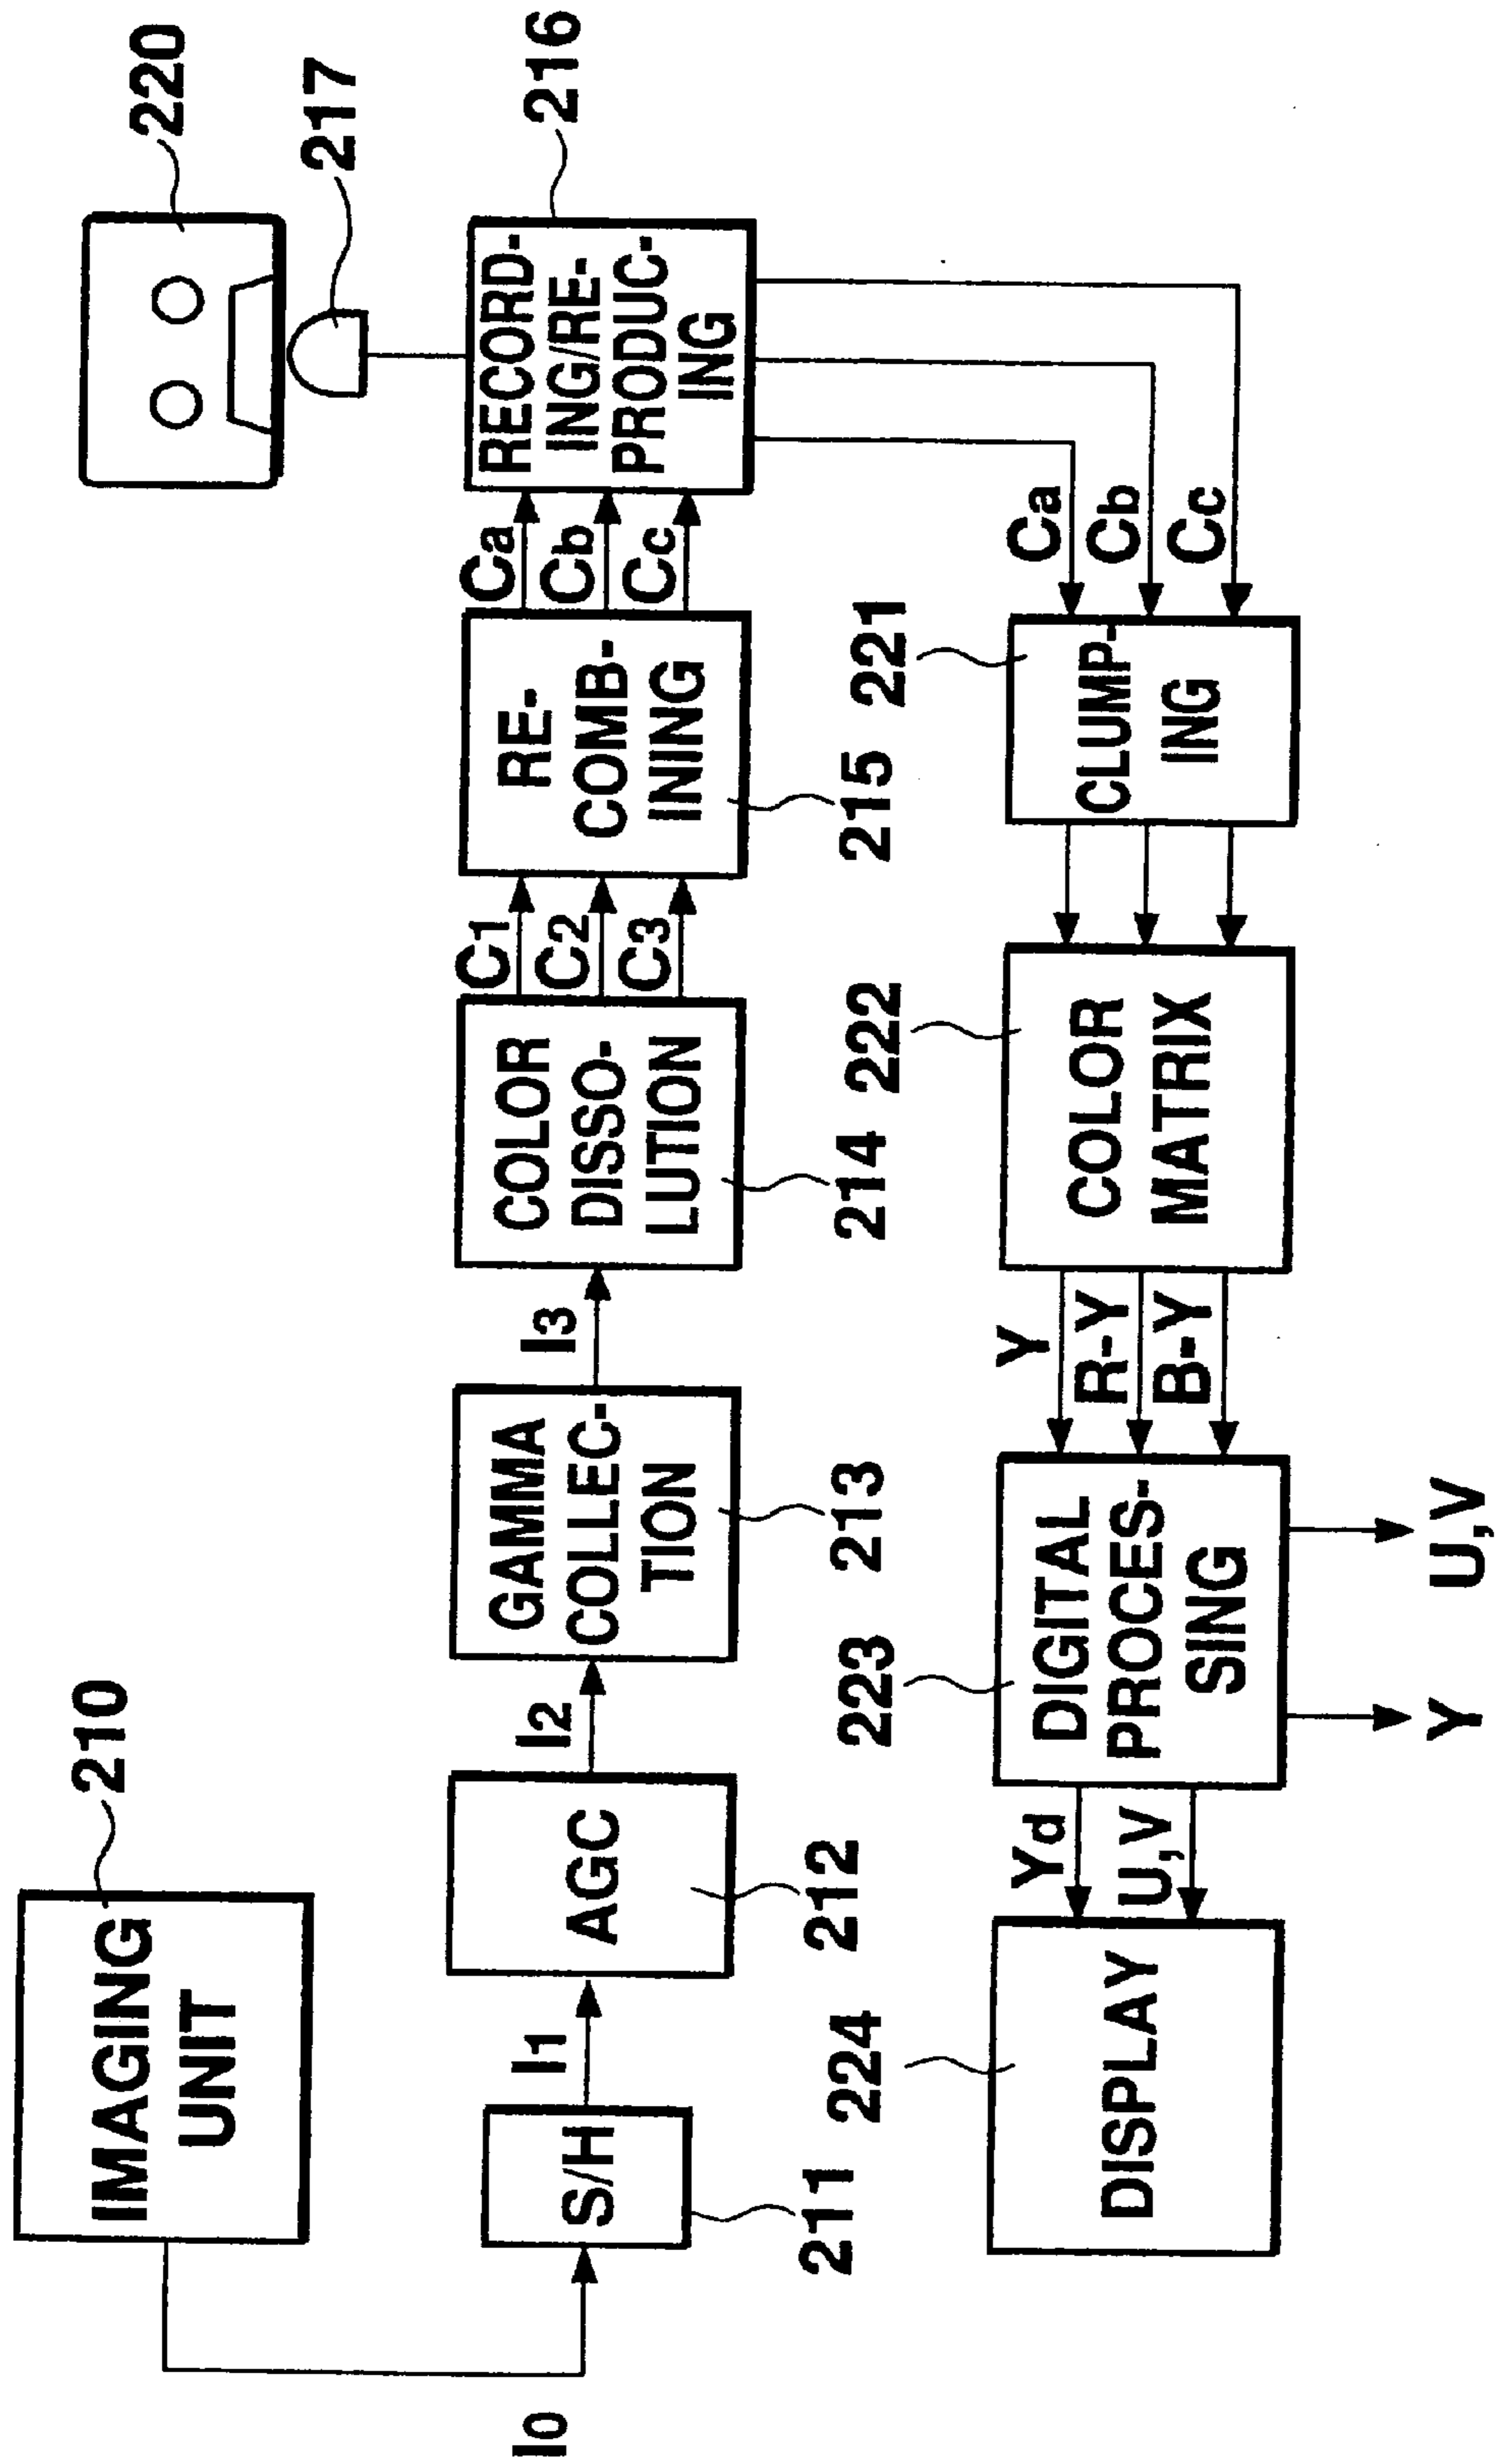 IMAGING
UNIT
210
I0
S/H
211
I1
AGC
212
I2
GAMMA
COLLEC-
TION
213
I3
COLOR
DISSO-
LUTION
214
C1
C2
C3
RE-
COMB-
INING
215
Ca
Cb
Cc
RECORD-
ING/RE-
PRODUC-
ING
216
217
220
Ca
Cb
Cc
CLUMP-
ING
221
COLOR
MATRIX
222
Y
R-Y
B-Y
DIGITAL
PROCES-
SING
223
U,V
Y
Yd
U,V
DISPLAY
224